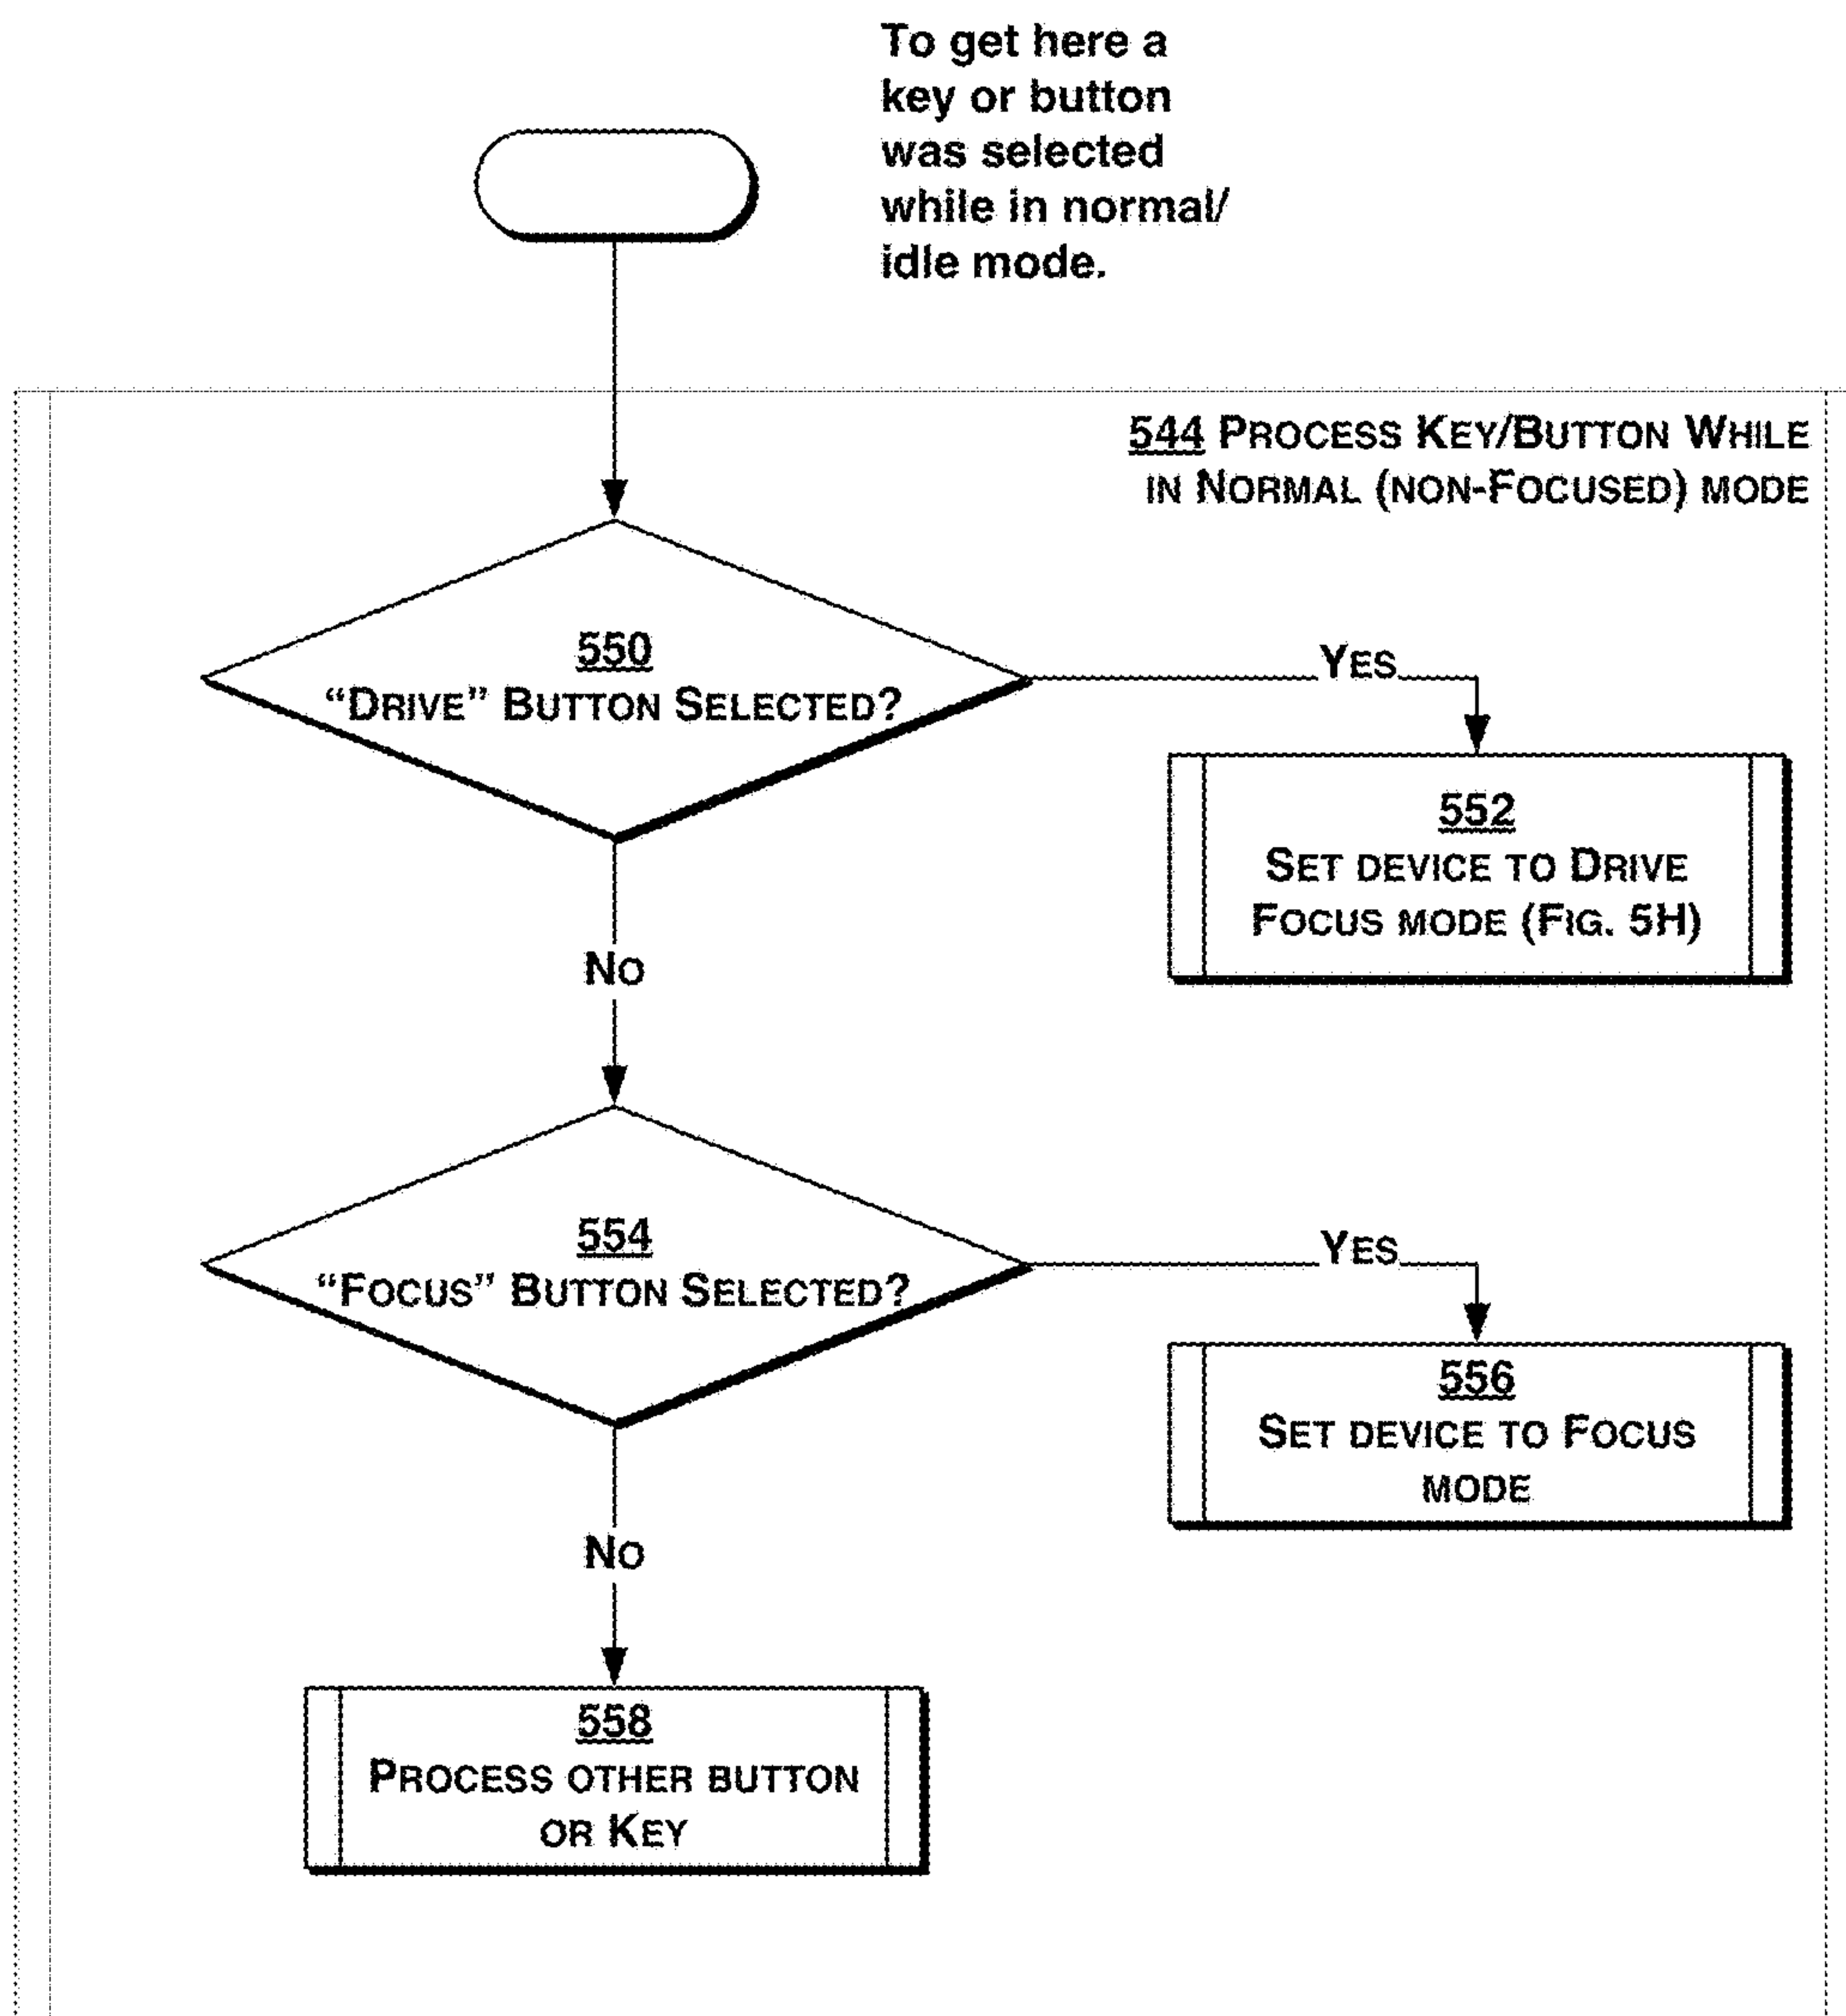 To get here a
key or button
was selected
while in normal/
idle mode.
544 PROCESS KEY/BUTTON WHILE
IN NORMAL (NON-FOCUSED) MODE
550
“DRIVE” BUTTON SELECTED?
YES
552
SET DEVICE TO DRIVE
FOCUS MODE (FIG. 5H)
NO
554
“FOCUS” BUTTON SELECTED?
YES
556
SET DEVICE TO FOCUS
MODE
NO
558
PROCESS OTHER BUTTON
OR KEY